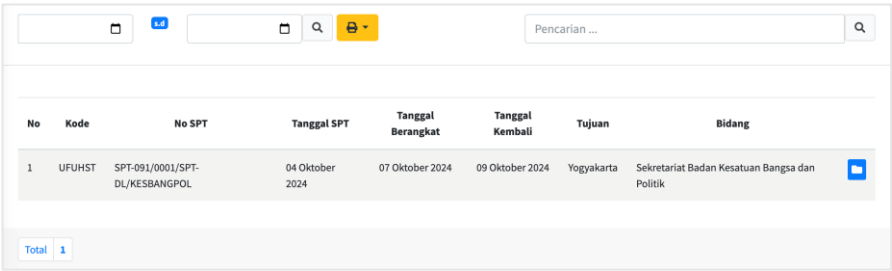 s.d
Pencarian ...
No Kode No SPT Tanggal SPT Tanggal Berangkat Tanggal Kembali Tujuan Bidang
1 UFUHST SPT-091/0001/SPT-DL/KESBANGPOL 04 Oktober 2024 07 Oktober 2024 09 Oktober 2024 Yogyakarta Sekretariat Badan Kesatuan Bangsa dan Politik
Total 1